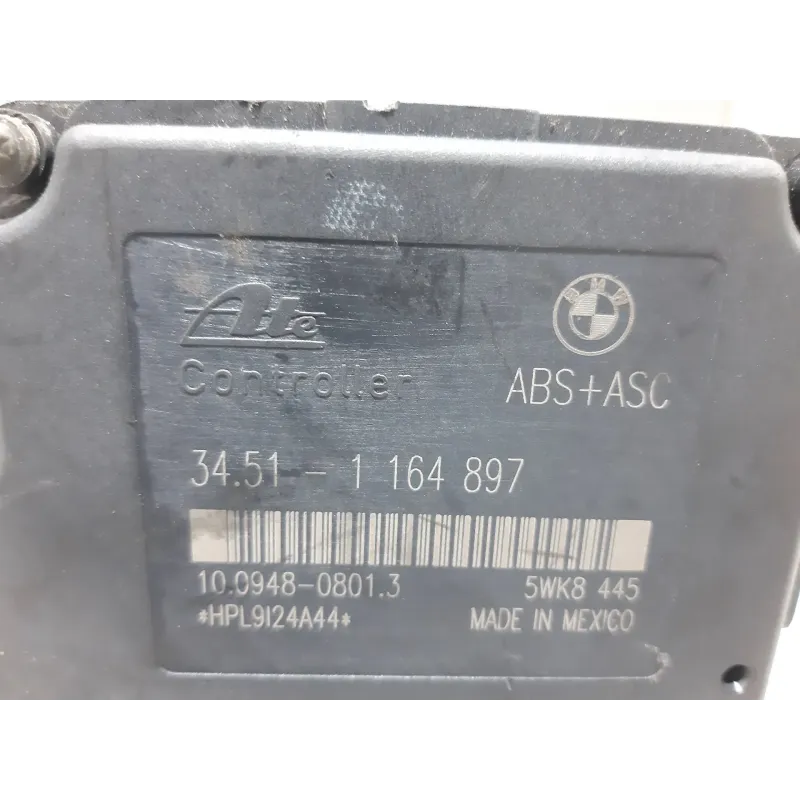 Ate
BMW
Controller
ABS+ASC
34.51 - 1 164 897
10.0948-0801.3
5WK8 445
*HPL9I24A44*
MADE IN MEXICO